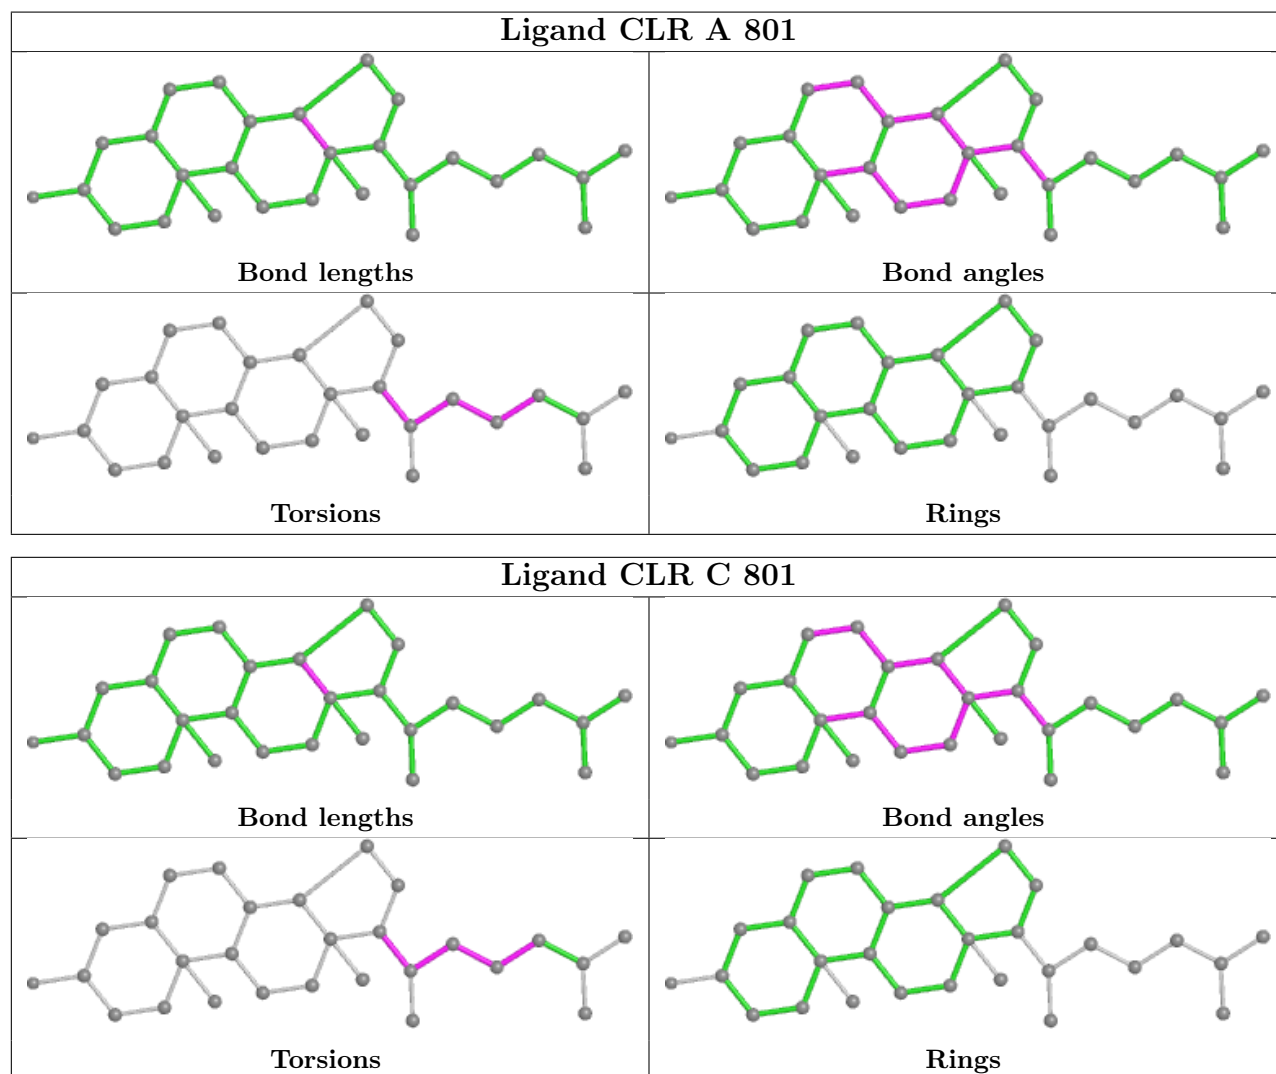 Ligand CLR A 801
Bond lengths
Bond angles
Torsions
Rings
Ligand CLR C 801
Bond lengths
Bond angles
Torsions
Rings